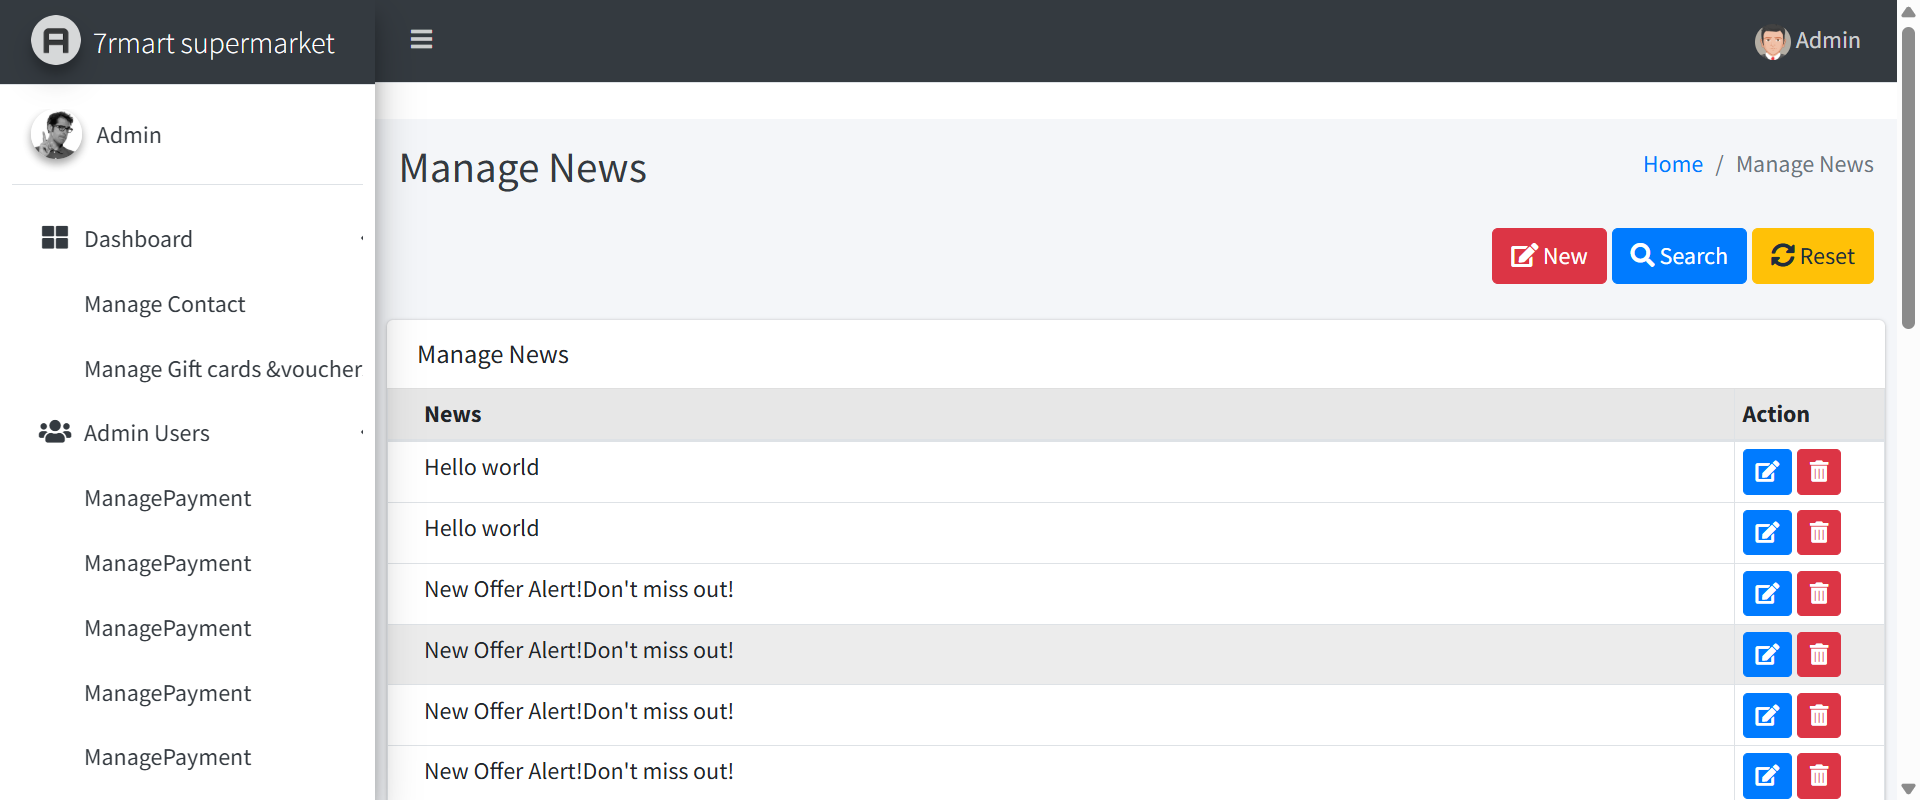 7rmart supermarket
Admin
Admin
Dashboard
Manage Contact
Manage Gift cards &voucher
Admin Users
ManagePayment
ManagePayment
ManagePayment
ManagePayment
ManagePayment
Manage News
Home / Manage News
New
Search
Reset
Manage News
News Action
Hello world
Hello world
New Offer Alert!Don't miss out!
New Offer Alert!Don't miss out!
New Offer Alert!Don't miss out!
New Offer Alert!Don't miss out!